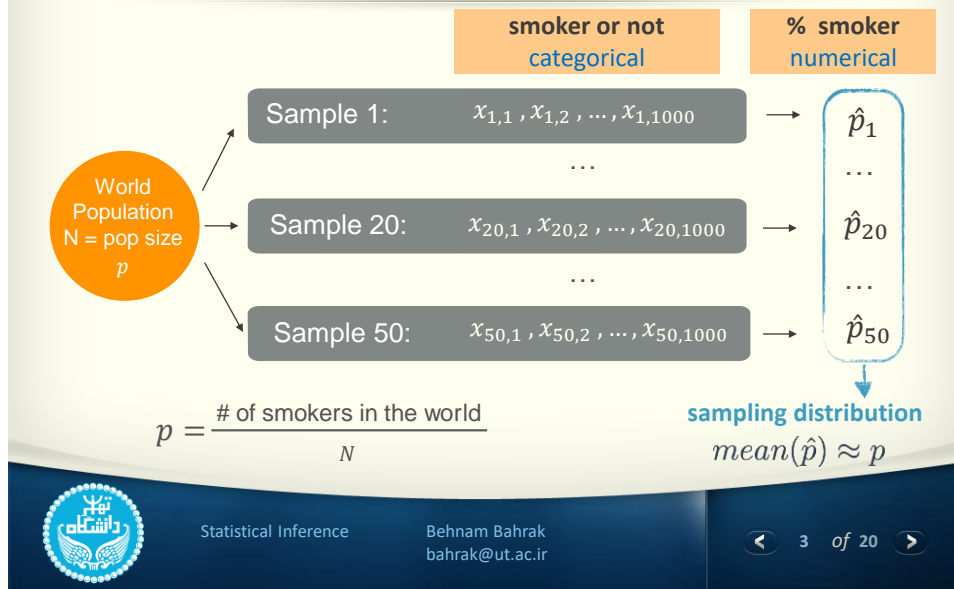 smoker or not
categorical
% smoker
numerical
World
Population
N = pop size
p
Sample 1: x₁,₁ , x₁,₂ , … , x₁,₁₀₀₀
p̂₁
…
…
Sample 20: x₂₀,₁ , x₂₀,₂ , … , x₂₀,₁₀₀₀
p̂₂₀
…
…
Sample 50: x₅₀,₁ , x₅₀,₂ , … , x₅₀,₁₀₀₀
p̂₅₀
p = # of smokers in the world / N
sampling distribution
mean(p̂) ≈ p
دانشگاه تهران
Statistical Inference
Behnam Bahrak
bahrak@ut.ac.ir
< 3 of 20 >